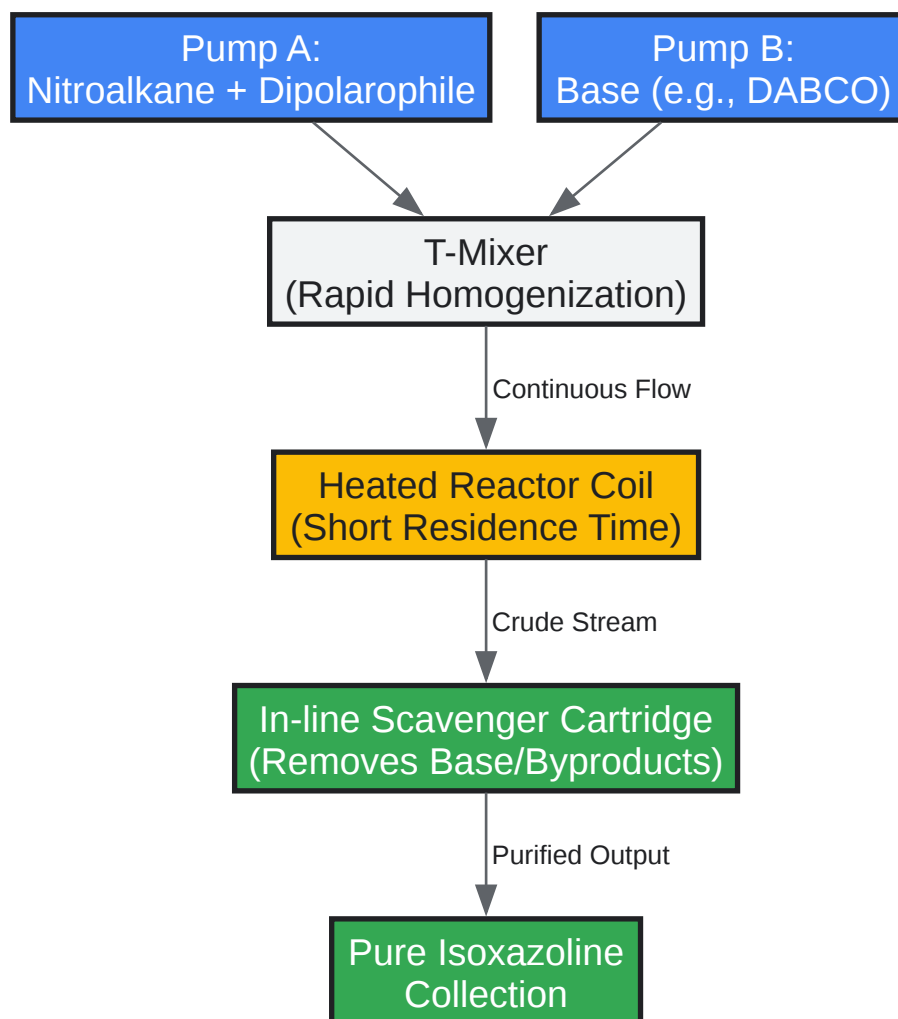 Pump A:
Nitroalkane + Dipolarophile
Pump B:
Base (e.g., DABCO)
T-Mixer
(Rapid Homogenization)
Continuous Flow
Heated Reactor Coil
(Short Residence Time)
Crude Stream
In-line Scavenger Cartridge
(Removes Base/Byproducts)
Purified Output
Pure Isoxazoline
Collection